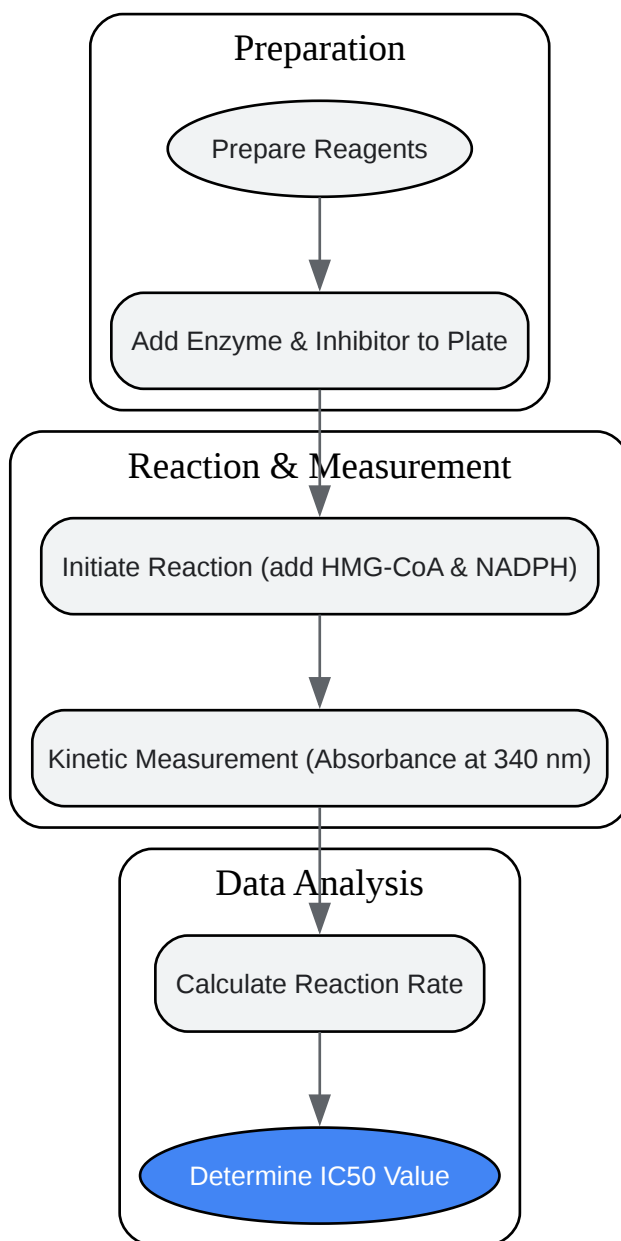 Preparation
Prepare Reagents
Add Enzyme & Inhibitor to Plate
Reaction & Measurement
Initiate Reaction (add HMG-CoA & NADPH)
Kinetic Measurement (Absorbance at 340 nm)
Data Analysis
Calculate Reaction Rate
Determine IC50 Value